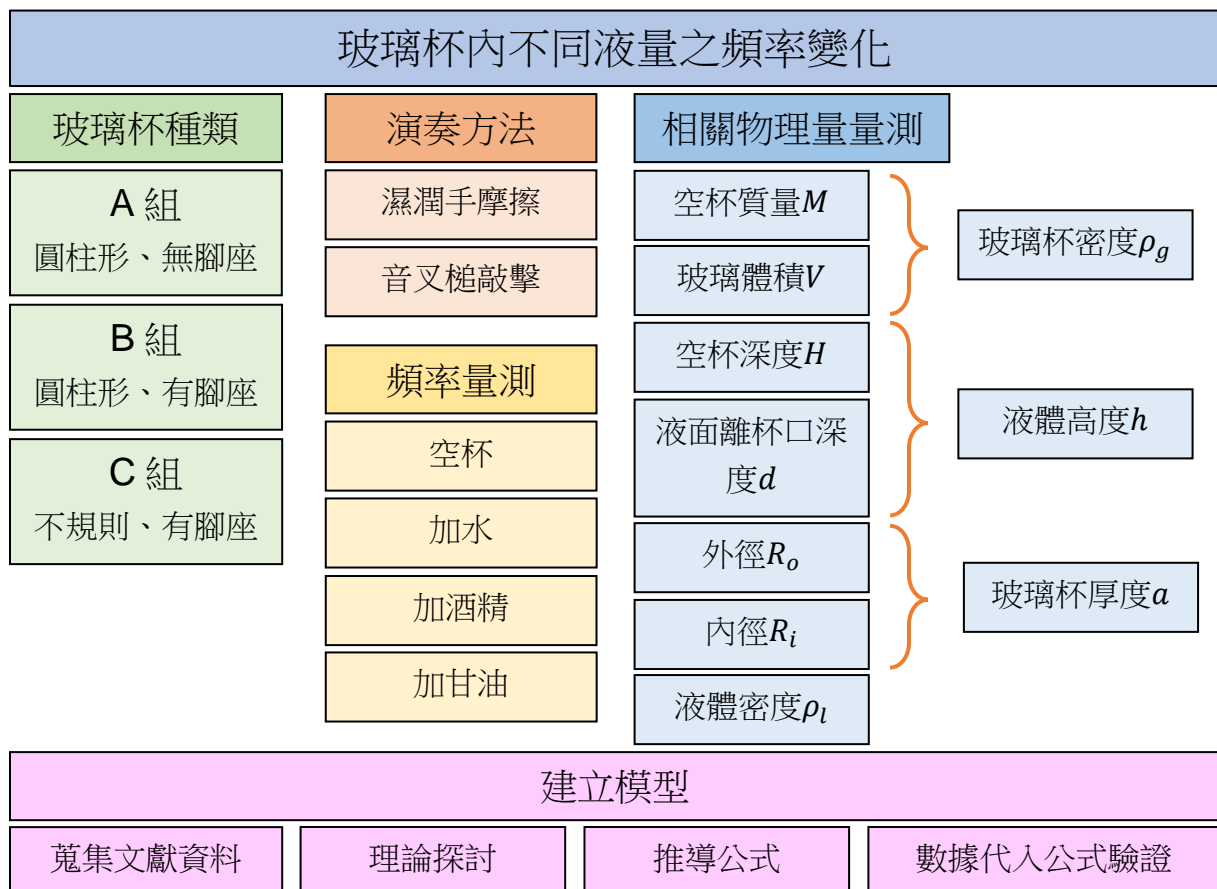 玻璃杯內不同液量之頻率變化
玻璃杯種類
A 組
圓柱形、無腳座
B 組
圓柱形、有腳座
C 組
不規則、有腳座
演奏方法
濕潤手摩擦
音叉槌敲擊
頻率量測
空杯
加水
加酒精
加甘油
相關物理量量測
空杯質量M
玻璃體積V
空杯深度H
液面離杯口深
度d
外徑Rₒ
內徑Rᵢ
液體密度ρₗ
玻璃杯密度ρ_g
液體高度h
玻璃杯厚度a
建立模型
蒐集文獻資料
理論探討
推導公式
數據代入公式驗證